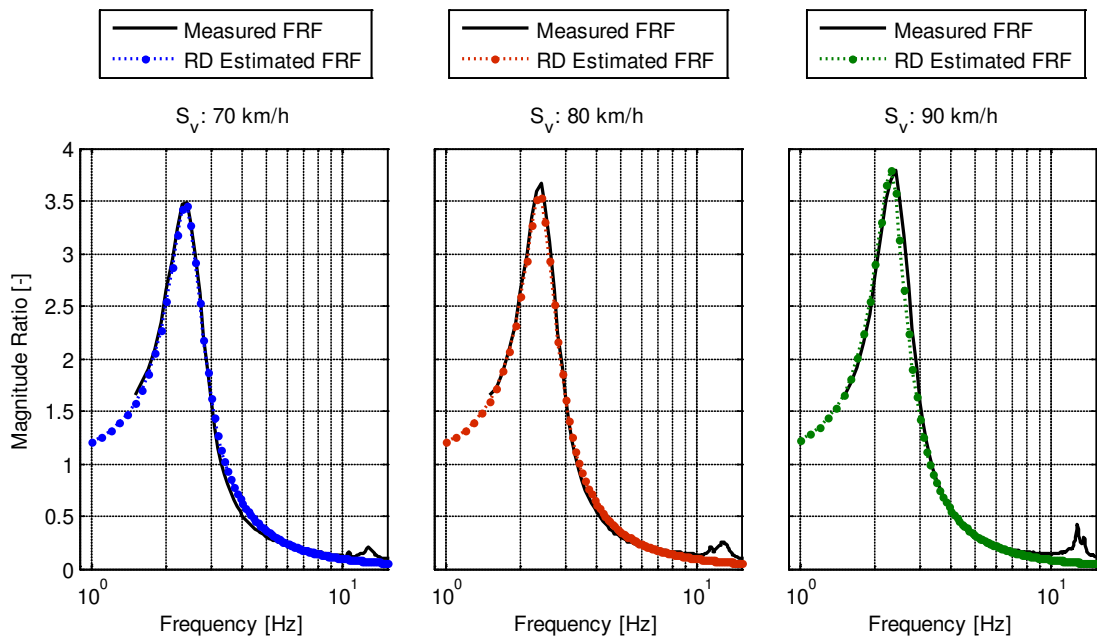 Measured FRF
RD Estimated FRF
Measured FRF
RD Estimated FRF
Measured FRF
RD Estimated FRF
S_v: 70 km/h
S_v: 80 km/h
S_v: 90 km/h
Magnitude Ratio [-]
4
3.5
3
2.5
2
1.5
1
0.5
0
10^0
10^1
10^0
10^1
10^0
10^1
Frequency [Hz]
Frequency [Hz]
Frequency [Hz]